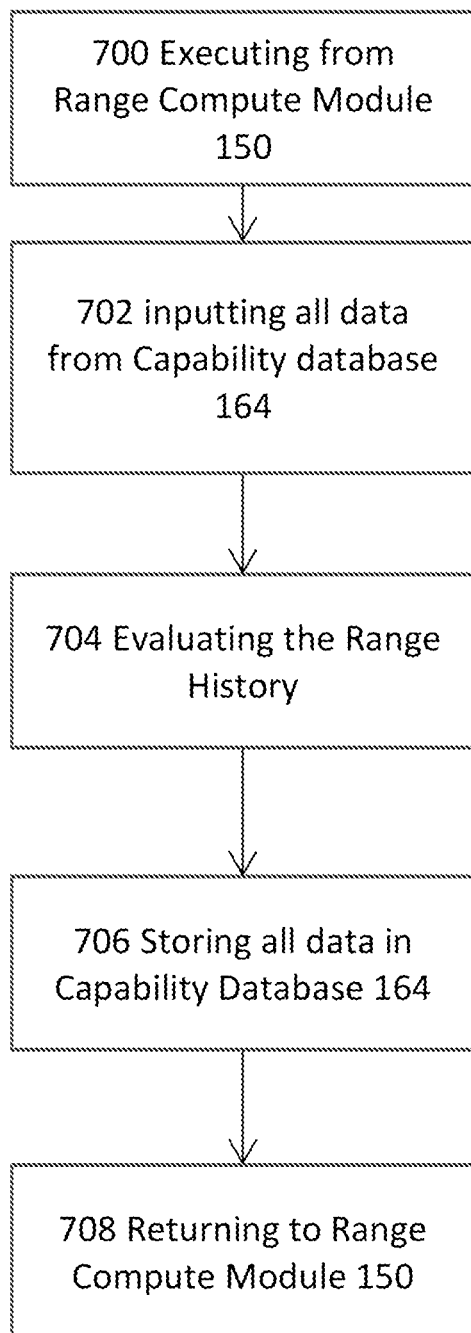 700 Executing from
Range Compute Module
150
702 inputting all data
from Capability database
164
704 Evaluating the Range
History
706 Storing all data in
Capability Database 164
708 Returning to Range
Compute Module 150